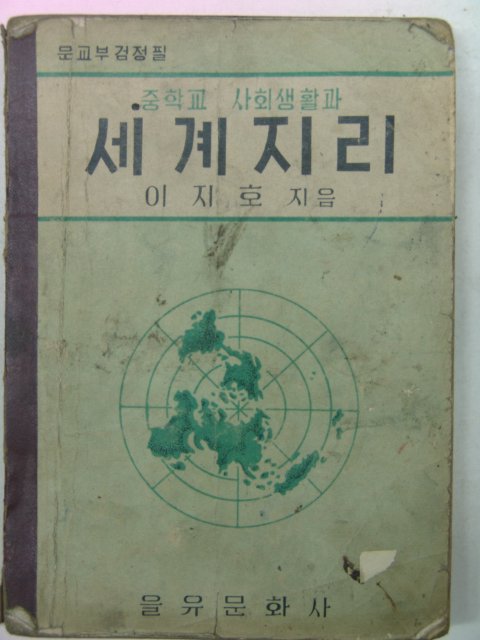 문교부검정필
중학교 사회생활과
세계지리
이지호 지음
을유문화사